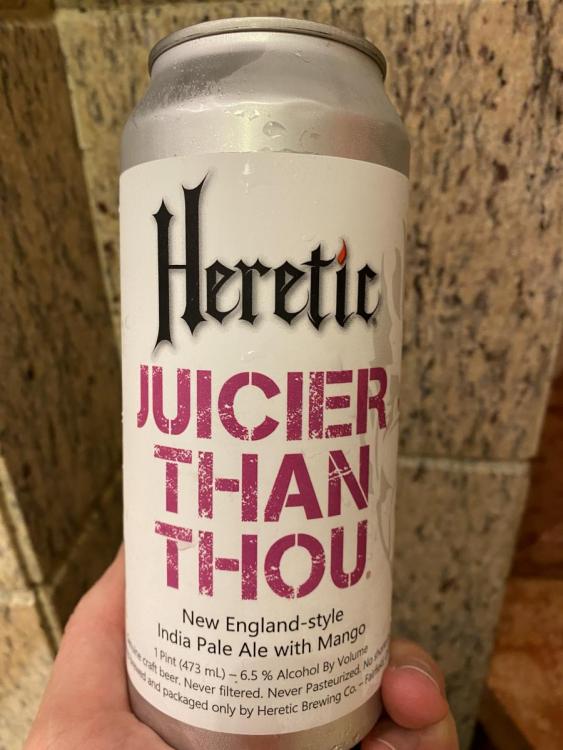 Heretic
JUICIER
THAN
THOU
New England-style
India Pale Ale with Mango
1 Pint (473 mL) – 6.5 % Alcohol By Volume
craft beer. Never filtered. Never Pasteurized. No
and packaged only by Heretic Brewing Co. –